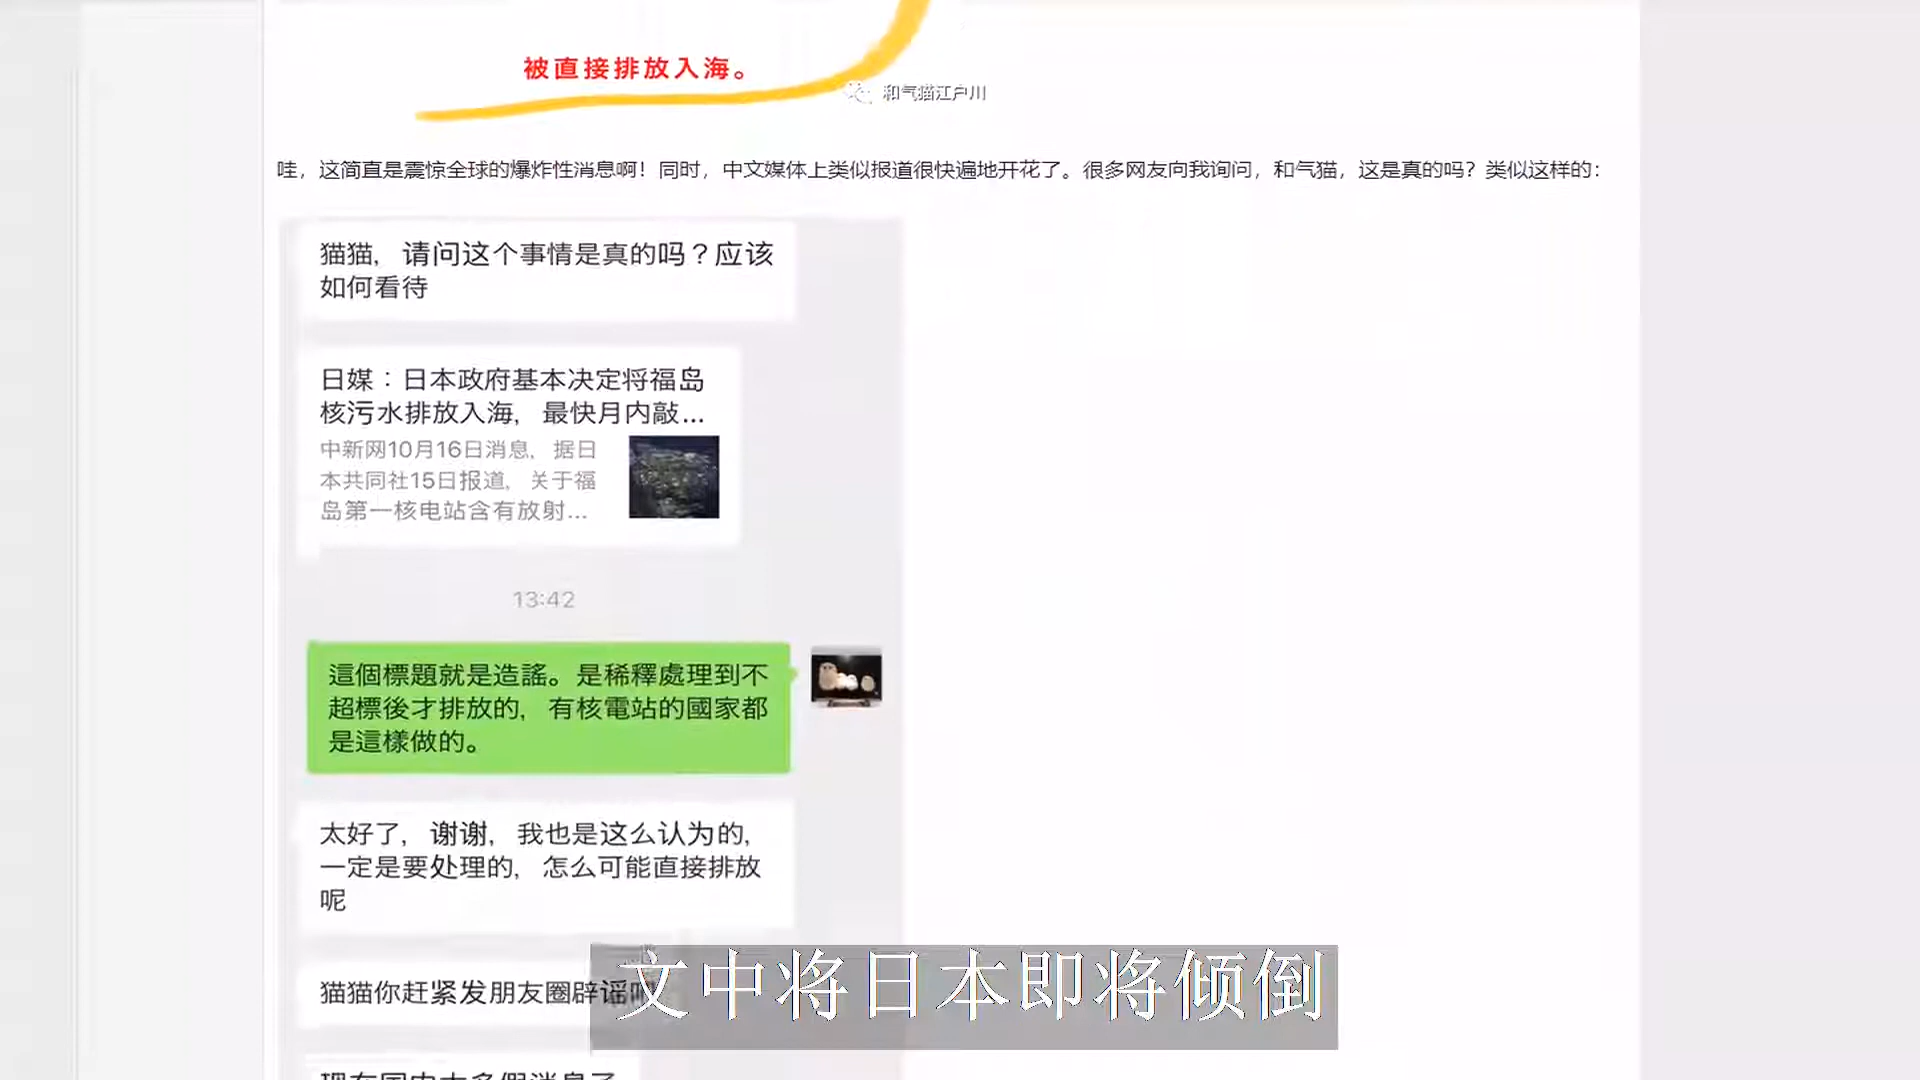 被直接排放入海。
和气猫江户川
哇，这简直是震惊全球的爆炸性消息啊！同时，中文媒体上类似报道很快遍地开花了。很多网友向我询问，和气猫，这是真的吗？类似这样的：
猫猫，请问这个事情是真的吗？应该
如何看待
日媒：日本政府基本决定将福岛
核污水排放入海，最快月内敲...
中新网10月16日消息，据日
本共同社15日报道，关于福
岛第一核电站含有放射...
13:42
這個標題就是造謠。是稀釋處理到不
超標後才排放的，有核電站的國家都
是這樣做的。
太好了，谢谢，我也是这么认为的，
一定是要处理的，怎么可能直接排放
呢
猫猫你赶紧发朋友圈辟谣
文中将日本即将倾倒